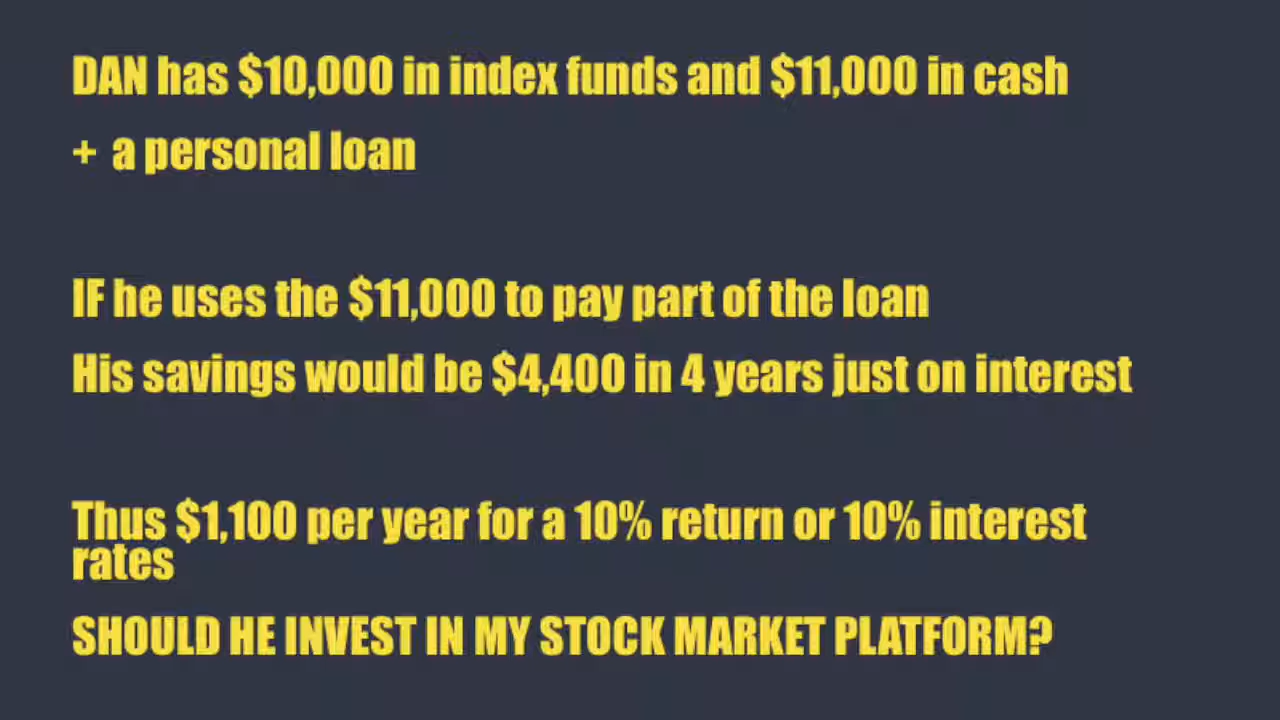 DAN has $10,000 in index funds and $11,000 in cash
+ a personal loan
IF he uses the $11,000 to pay part of the loan
His savings would be $4,400 in 4 years just on interest
Thus $1,100 per year for a 10% return or 10% interest
rates
SHOULD HE INVEST IN MY STOCK MARKET PLATFORM?